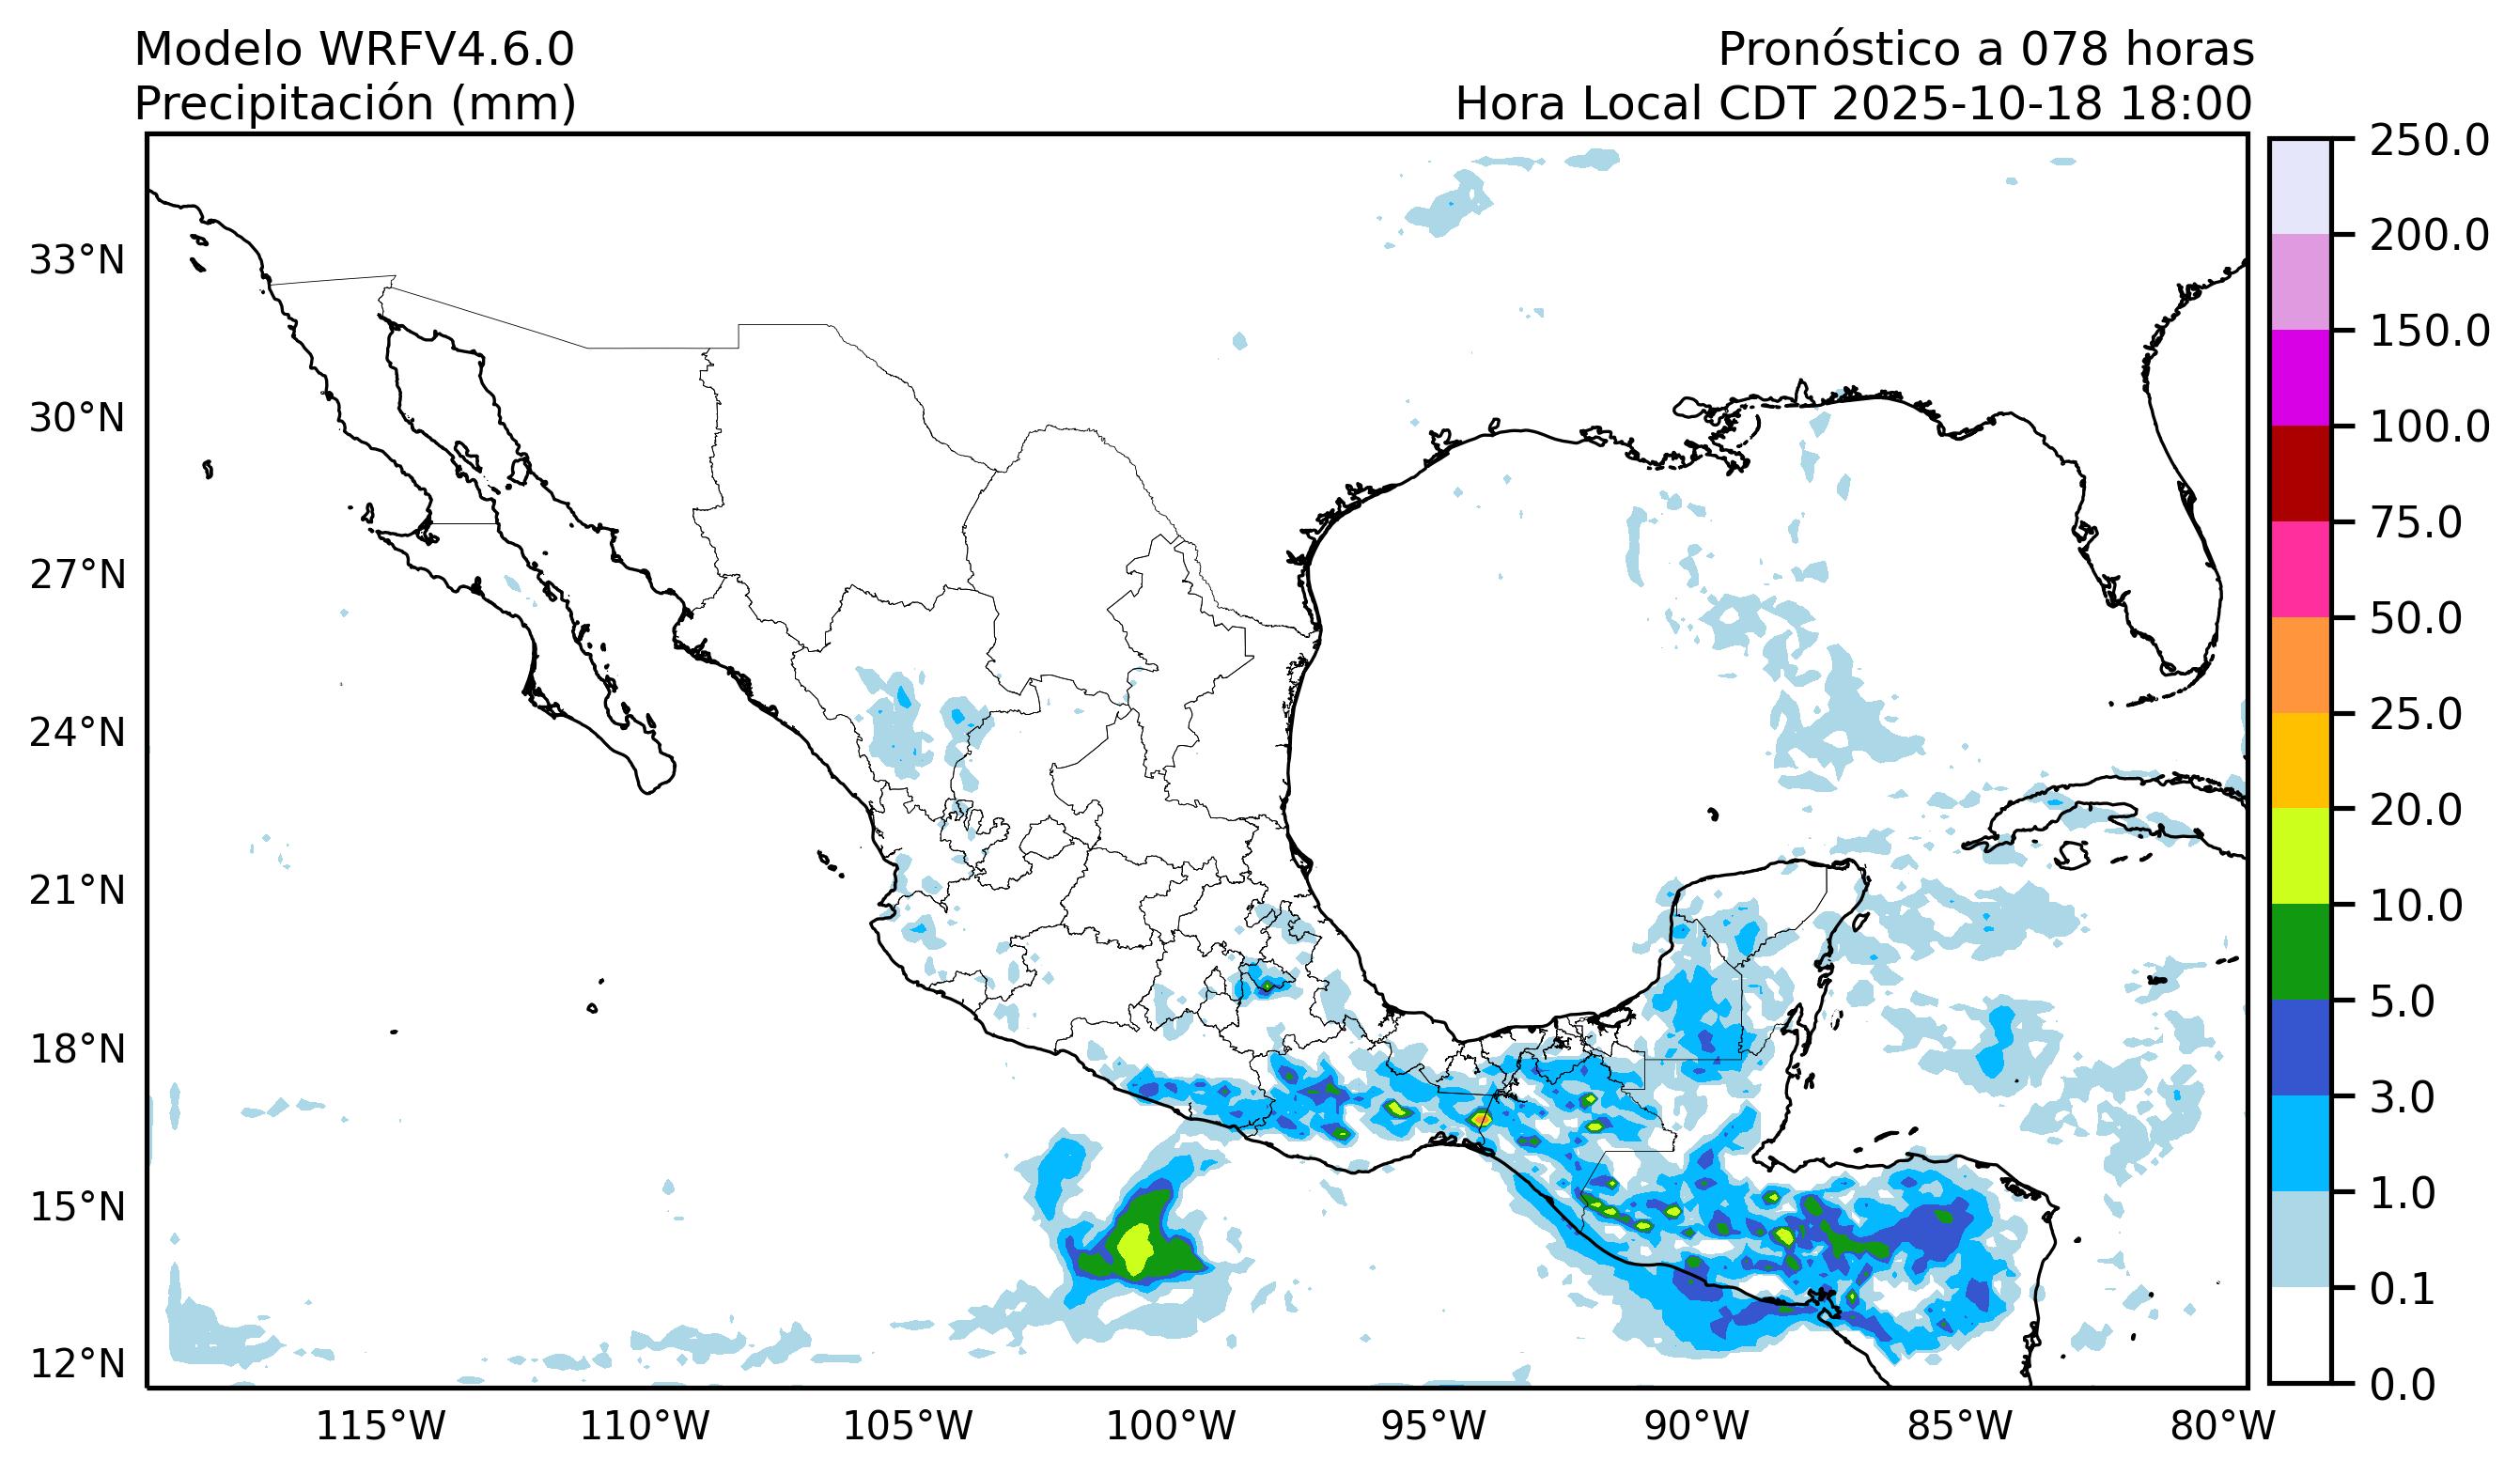 Modelo WRFV4.6.0
Precipitación (mm)
Pronóstico a 078 horas
Hora Local CDT 2025-10-18 18:00
33°N
30°N
27°N
24°N
21°N
18°N
15°N
12°N
115°W
110°W
105°W
100°W
95°W
90°W
85°W
80°W
250.0
200.0
150.0
100.0
75.0
50.0
25.0
20.0
10.0
5.0
3.0
1.0
0.1
0.0